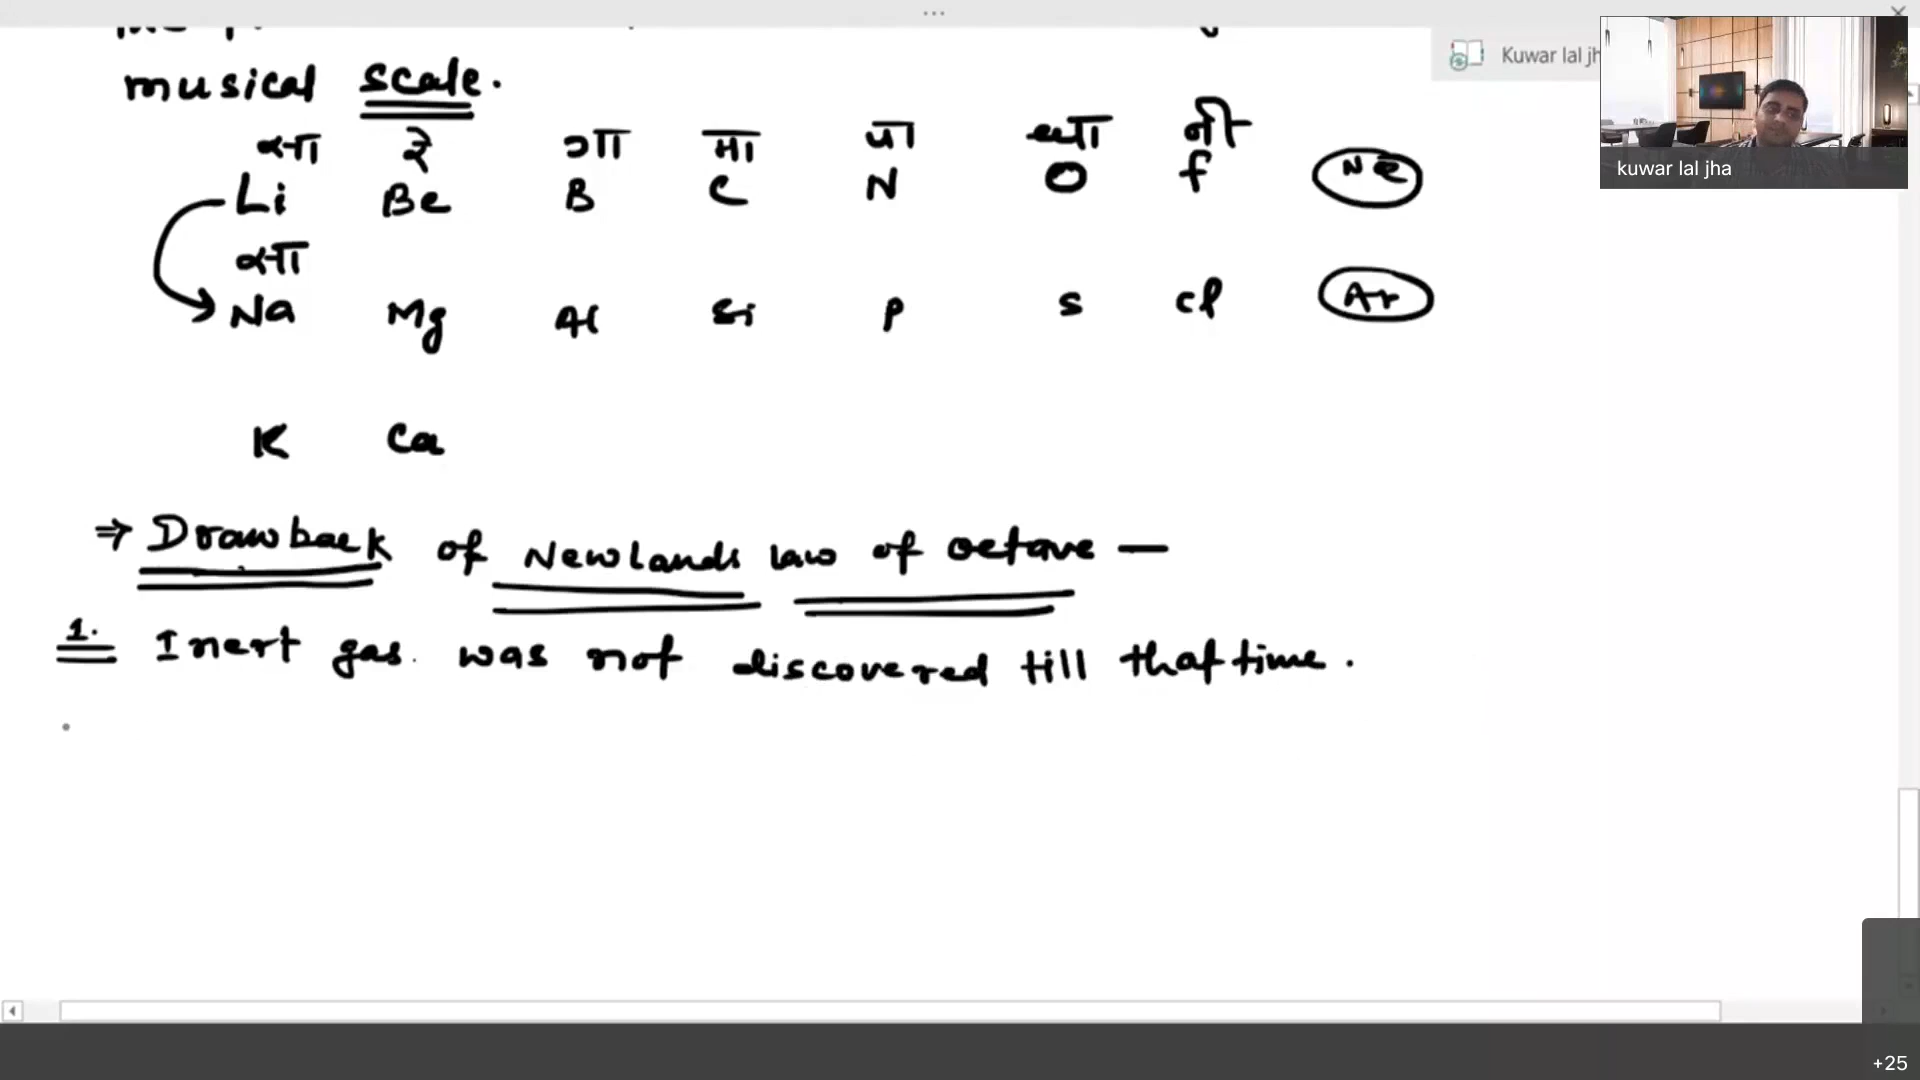 musical scale.
सा रे गा मा पा धा नी
Li Be B C N O F Ne
सा
Na Mg Al Si P S Cl Ar
K Ca
⇒ Drawback of Newlands law of octave —
1. Inert gas was not discovered till that time.
Kuwar lal jh
kuwar lal jha
+25